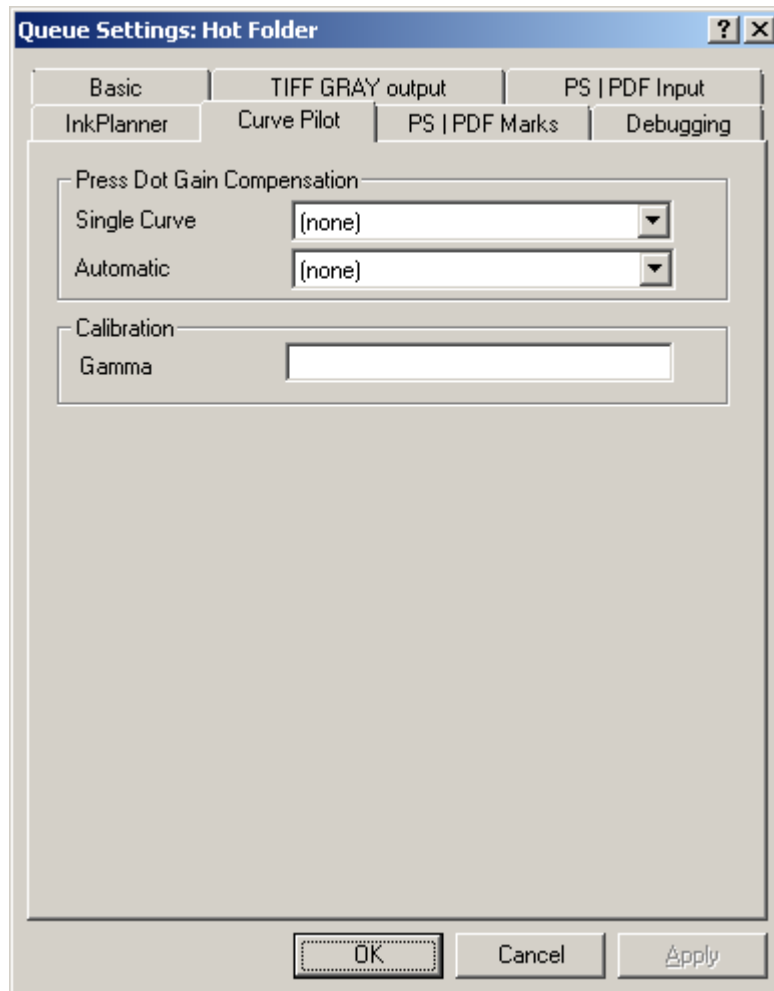 Queue Settings: Hot Folder
Basic TIFF GRAY output PS | PDF Input
InkPlanner Curve Pilot PS | PDF Marks Debugging
Press Dot Gain Compensation
Single Curve (none)
Automatic (none)
Calibration
Gamma
OK Cancel Apply